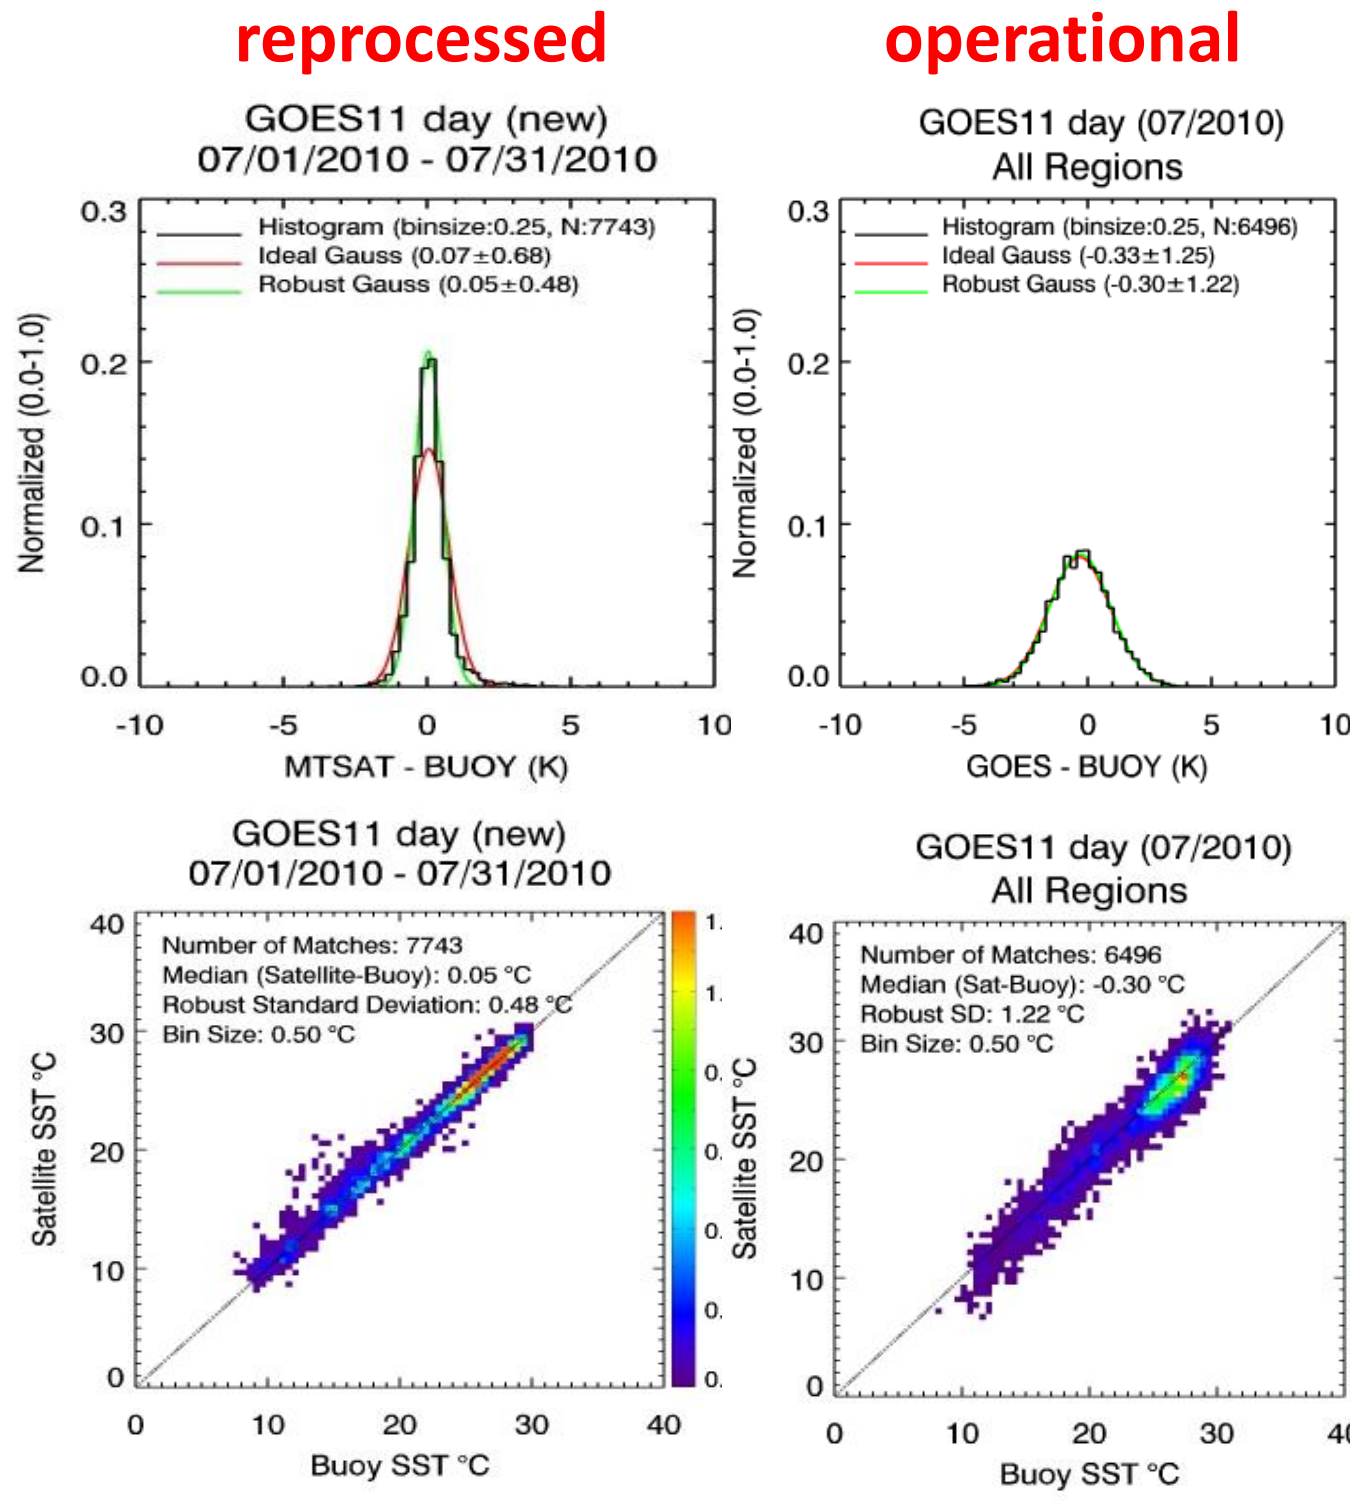 reprocessed
operational
GOES11 day (new)
07/01/2010 - 07/31/2010
0.3
0.2
0.1
0.0
Normalized (0.0-1.0)
Histogram (binsize:0.25, N:7743)
Ideal Gauss (0.07±0.68)
Robust Gauss (0.05±0.48)
-10
-5
0
5
10
MTSAT - BUOY (K)
GOES11 day (07/2010)
All Regions
0.3
0.2
0.1
0.0
Normalized (0.0-1.0)
Histogram (binsize:0.25, N:6496)
Ideal Gauss (-0.33±1.25)
Robust Gauss (-0.30±1.22)
-10
-5
0
5
10
GOES - BUOY (K)
GOES11 day (new)
07/01/2010 - 07/31/2010
40
30
20
10
0
Satellite SST °C
Number of Matches: 7743
Median (Satellite-Buoy): 0.05 °C
Robust Standard Deviation: 0.48 °C
Bin Size: 0.50 °C
0
10
20
30
40
Buoy SST °C
1.
1.
0.
0.
0.
0.
0.
GOES11 day (07/2010)
All Regions
40
30
20
10
0
Satellite SST °C
Number of Matches: 6496
Median (Sat-Buoy): -0.30 °C
Robust SD: 1.22 °C
Bin Size: 0.50 °C
0
10
20
30
40
Buoy SST °C